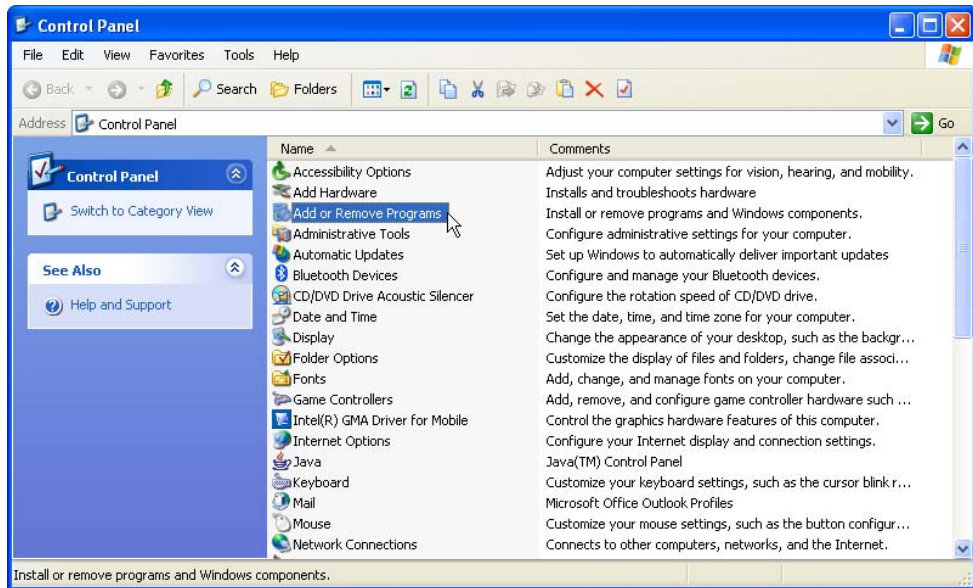 Control Panel
File Edit View Favorites Tools Help
Back Search Folders
Address Control Panel Go
Control Panel
Switch to Category View
See Also
Help and Support
Name Comments
Accessibility Options Adjust your computer settings for vision, hearing, and mobility.
Add Hardware Installs and troubleshoots hardware
Add or Remove Programs Install or remove programs and Windows components.
Administrative Tools Configure administrative settings for your computer.
Automatic Updates Set up Windows to automatically deliver important updates
Bluetooth Devices Configure and manage your Bluetooth devices.
CD/DVD Drive Acoustic Silencer Configure the rotation speed of CD/DVD drive.
Date and Time Set the date, time, and time zone for your computer.
Display Change the appearance of your desktop, such as the backgr...
Folder Options Customize the display of files and folders, change file associ...
Fonts Add, change, and manage fonts on your computer.
Game Controllers Add, remove, and configure game controller hardware such ...
Intel(R) GMA Driver for Mobile Control the graphics hardware features of this computer.
Internet Options Configure your Internet display and connection settings.
Java Java(TM) Control Panel
Keyboard Customize your keyboard settings, such as the cursor blink r...
Mail Microsoft Office Outlook Profiles
Mouse Customize your mouse settings, such as the button configur...
Network Connections Connects to other computers, networks, and the Internet.
Install or remove programs and Windows components.